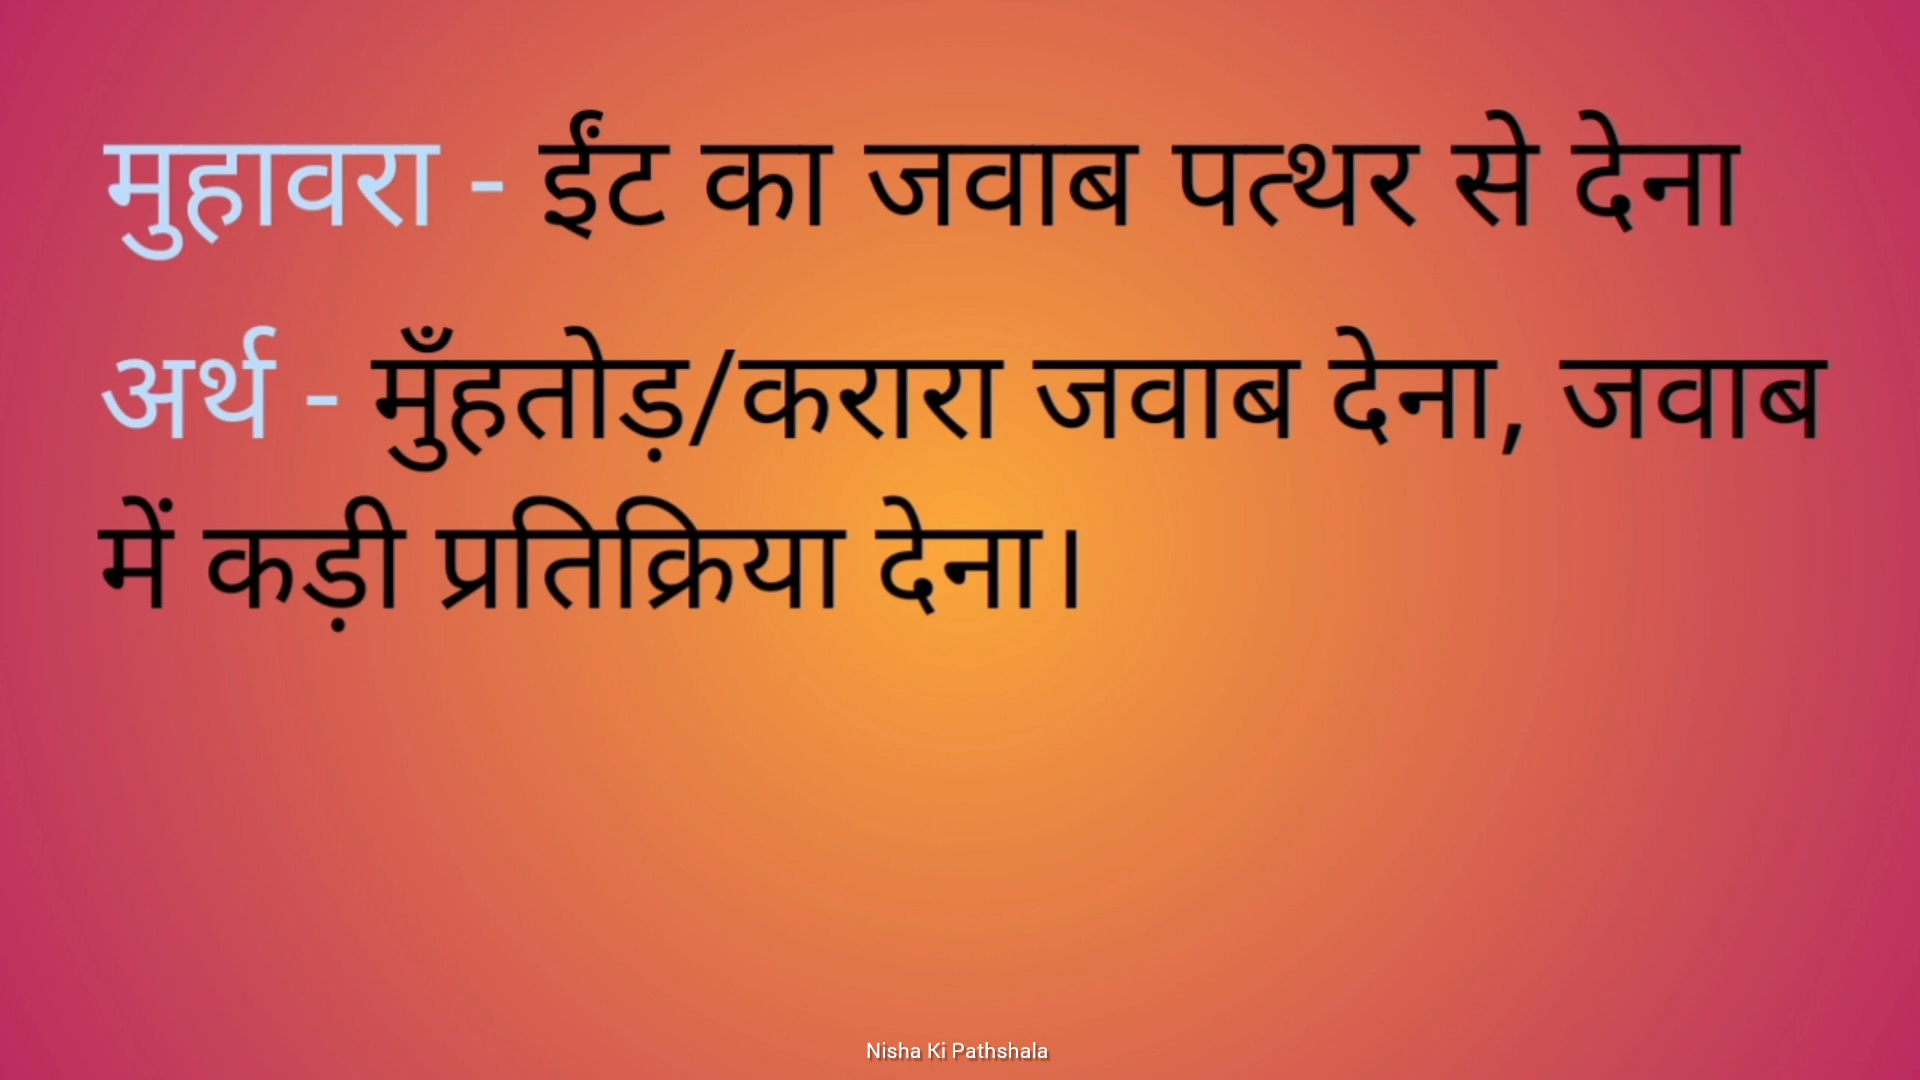 मुहावरा - ईंट का जवाब पत्थर से देना
अर्थ - मुँहतोड़/करारा जवाब देना, जवाब
में कड़ी प्रतिक्रिया देना।
Nisha Ki Pathshala